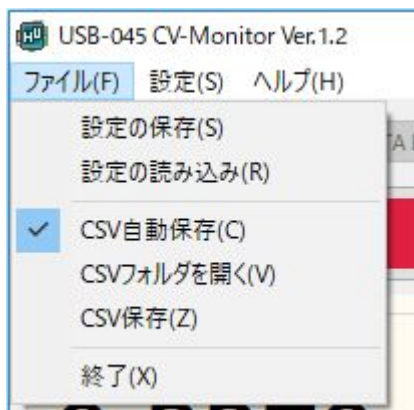 USB-045 CV-Monitor Ver.1.2
ファイル(F) 設定(S) ヘルプ(H)
設定の保存(S)
設定の読み込み(R)
CSV自動保存(C)
CSVフォルダを開く(V)
CSV保存(Z)
終了(X)